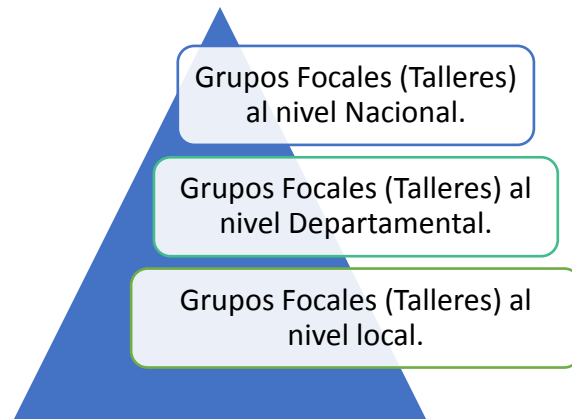 Grupos Focales (Talleres)
al nivel Nacional.
Grupos Focales (Talleres) al
nivel Departamental.
Grupos Focales (Talleres) al
nivel local.